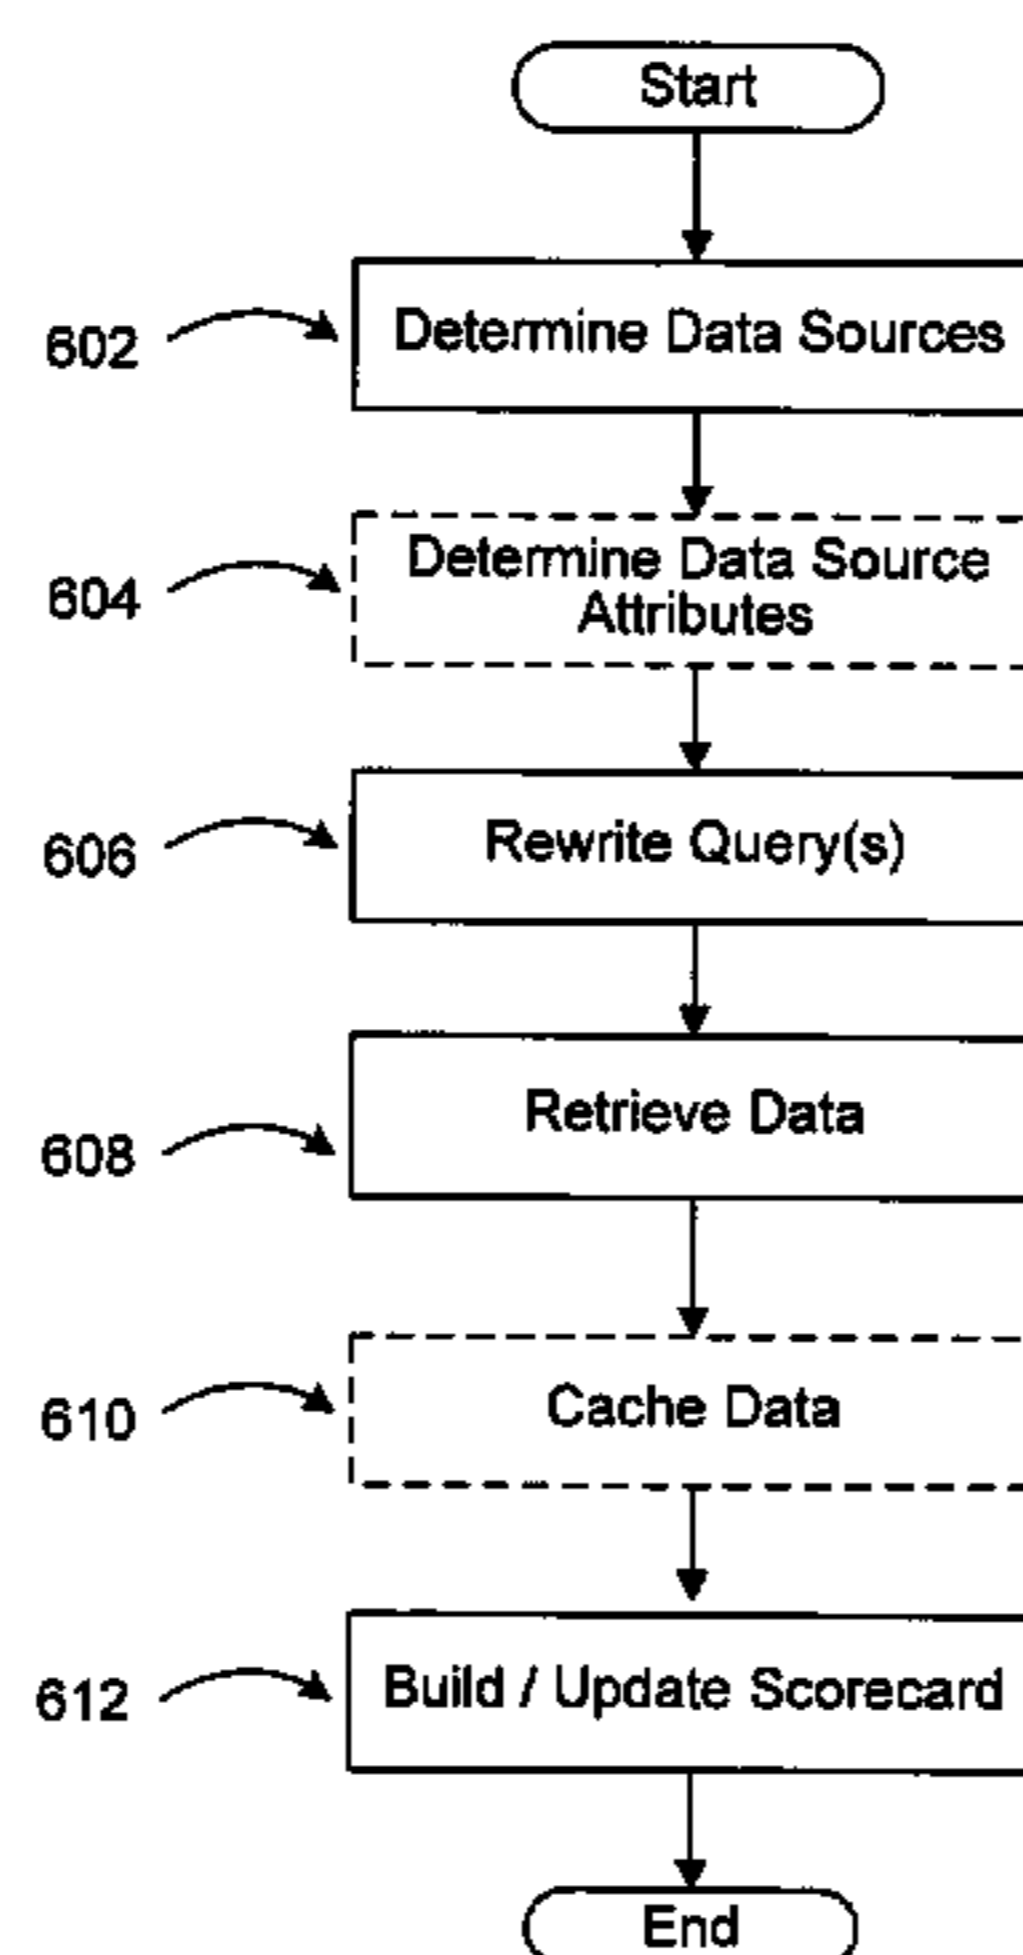 Start
602
Determine Data Sources
604
Determine Data Source
Attributes
606
Rewrite Query(s)
608
Retrieve Data
610
Cache Data
612
Build / Update Scorecard
End